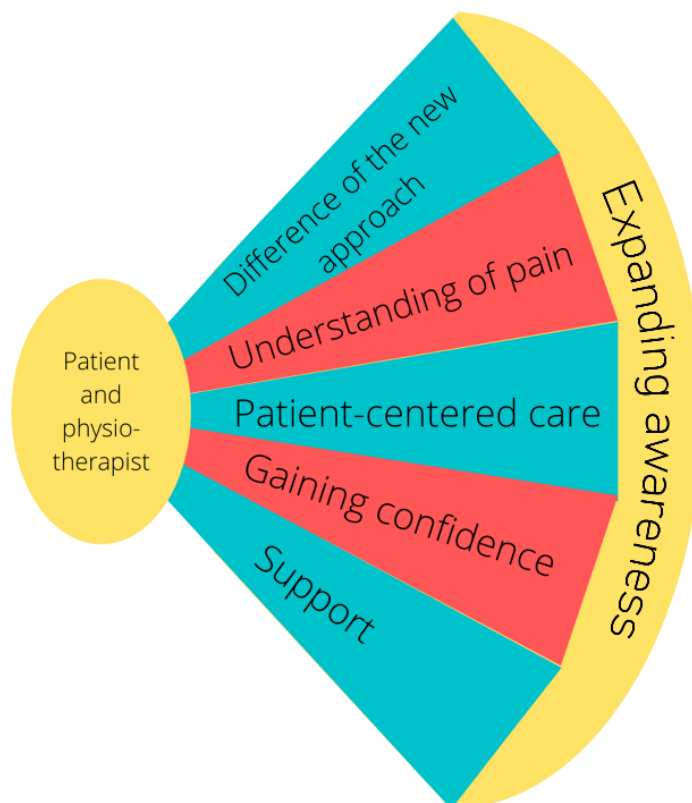 Patient
and
physio-
therapist
Difference of the new
approach
Understanding of pain
Patient-centered care
Gaining confidence
Support
Expanding awareness